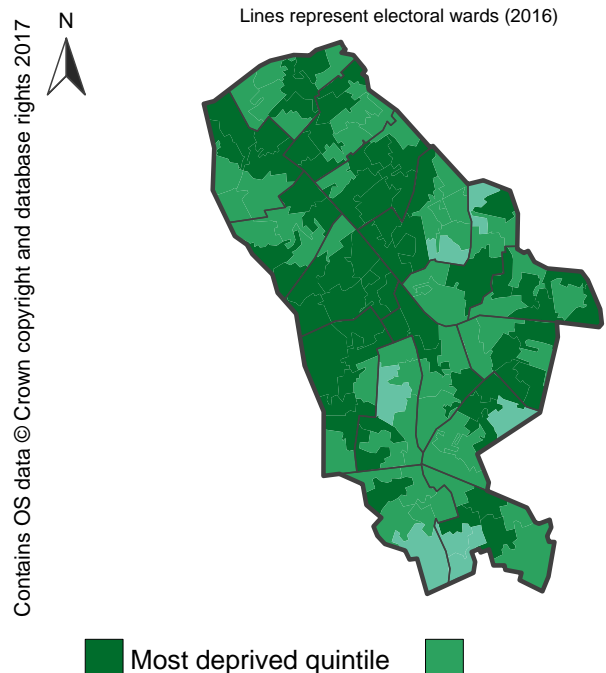 Lines represent electoral wards (2016)
N
Contains OS data © Crown copyright and database rights 2017
Most deprived quintile